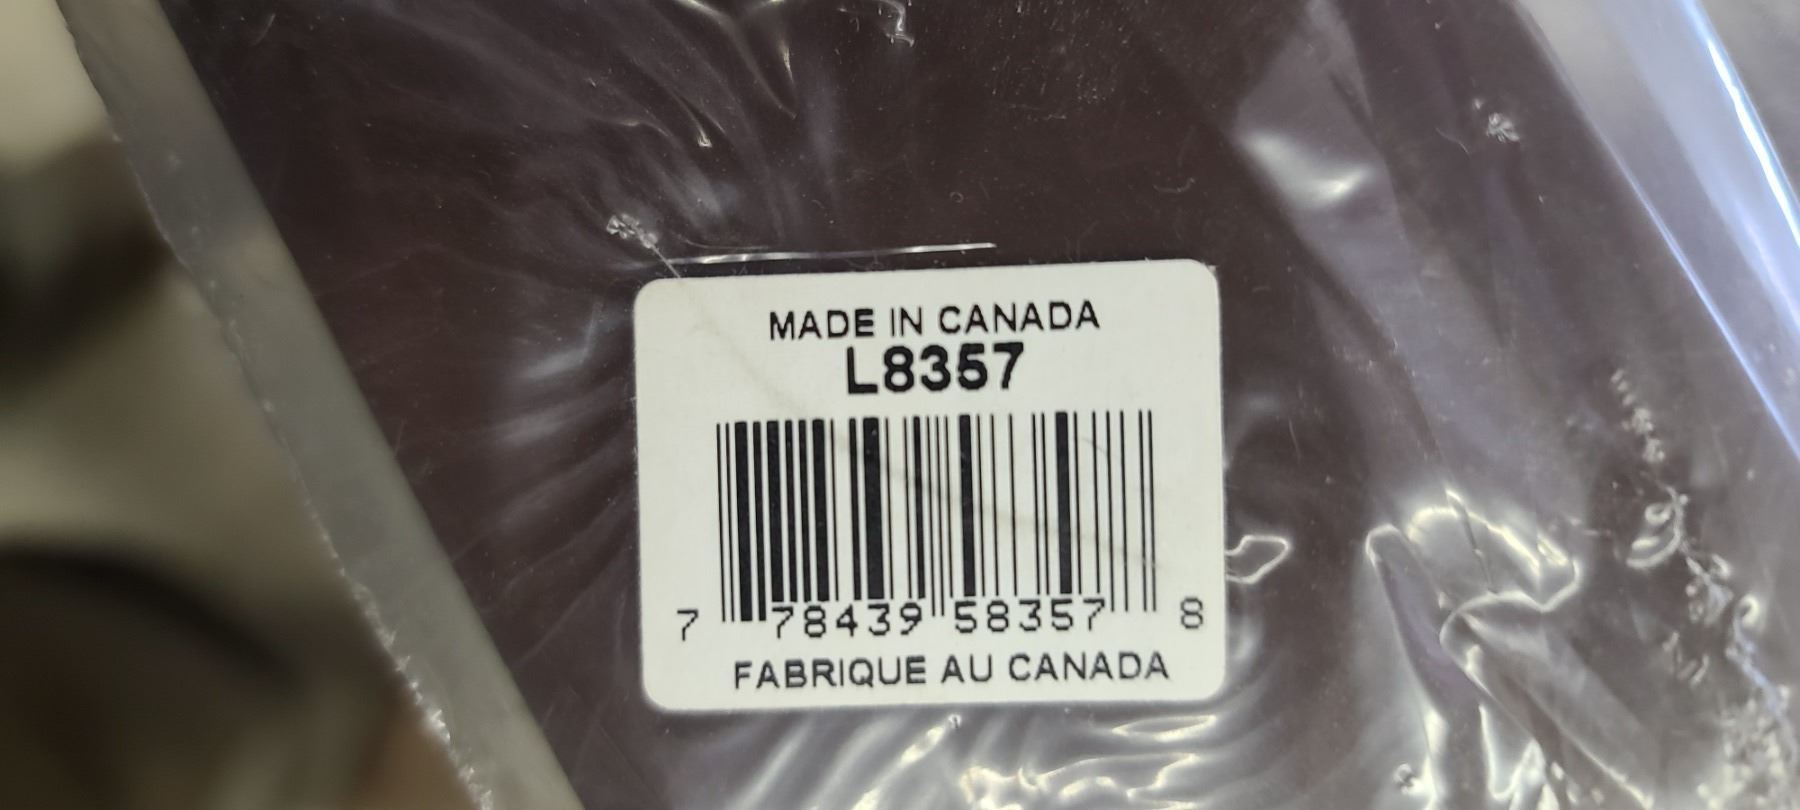 MADE IN CANADA
L8357
7 78439 58357 8
FABRIQUE AU CANADA